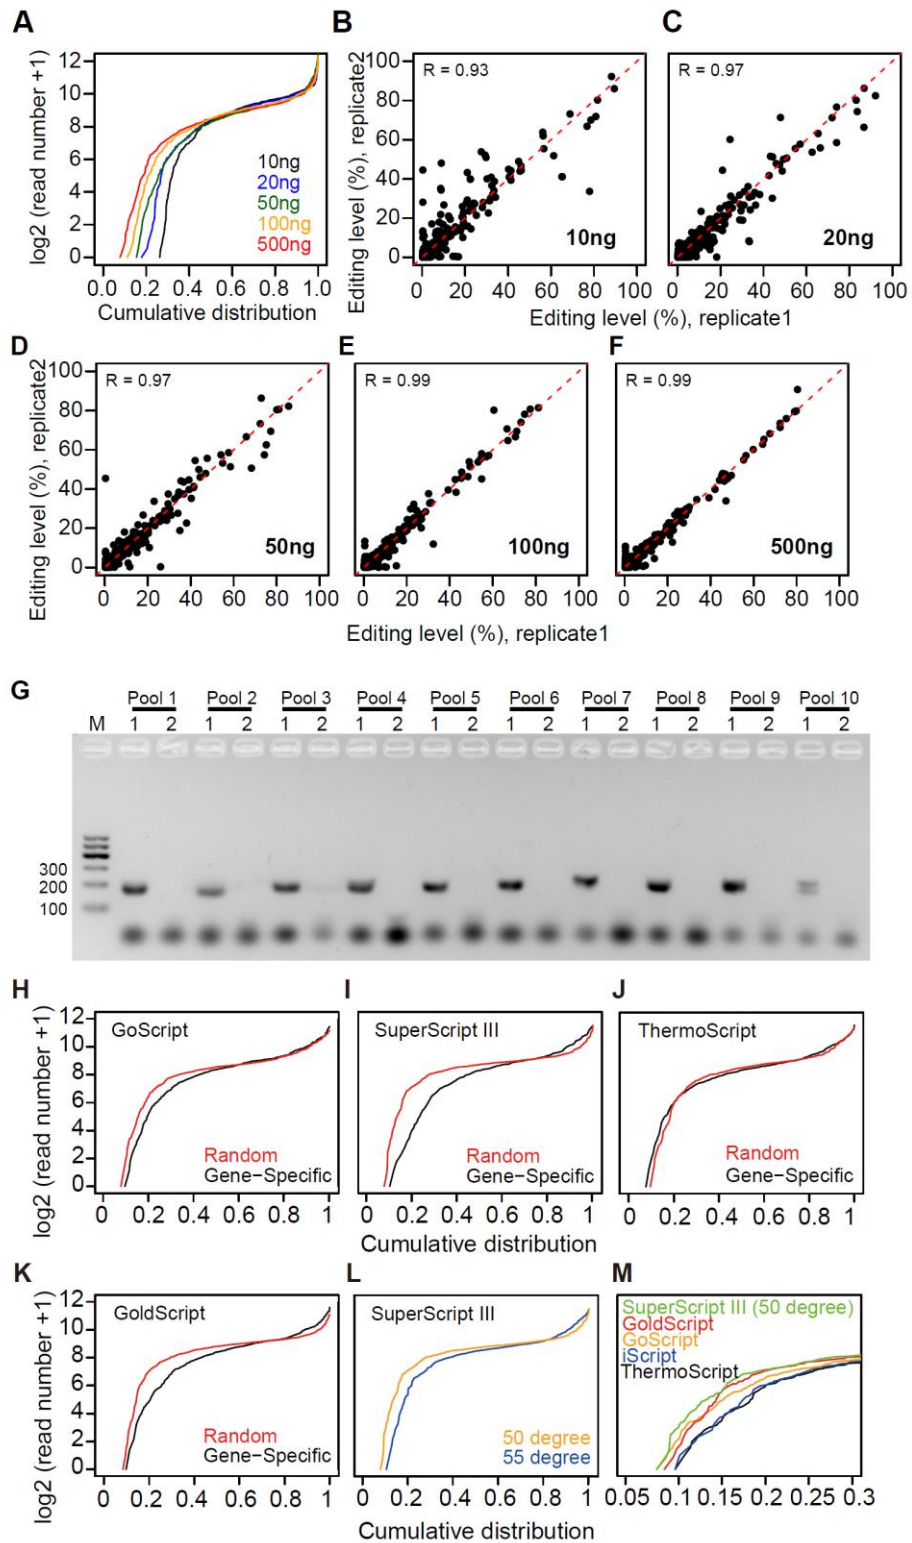 A
B
C
log2 (read number +1)
12
10
8
6
4
2
0
10ng
20ng
50ng
100ng
500ng
0.0 0.2 0.4 0.6 0.8 1.0
Cumulative distribution
Editing level (%), replicate2
100
80
60
40
20
0
R = 0.93
10ng
0 20 40 60 80 100
R = 0.97
20ng
0 20 40 60 80 100
Editing level (%), replicate1
D
E
F
Editing level (%), replicate2
100
80
60
40
20
0
R = 0.97
50ng
0 20 40 60 80 100
R = 0.99
100ng
0 20 40 60 80 100
R = 0.99
500ng
0 20 40 60 80 100
Editing level (%), replicate1
G
Pool 1 Pool 2 Pool 3 Pool 4 Pool 5 Pool 6 Pool 7 Pool 8 Pool 9 Pool 10
M 1 2 1 2 1 2 1 2 1 2 1 2 1 2 1 2 1 2 1 2
300
200
100
H
I
J
log2 (read number +1)
12
10
8
6
4
2
0
GoScript
Random
Gene-Specific
0 0.2 0.4 0.6 0.8 1
SuperScript III
Random
Gene-Specific
0 0.2 0.4 0.6 0.8 1
ThermoScript
Random
Gene-Specific
0 0.2 0.4 0.6 0.8 1
Cumulative distribution
K
L
M
log2 (read number +1)
12
10
8
6
4
2
0
GoldScript
Random
Gene-Specific
0 0.2 0.4 0.6 0.8 1
SuperScript III
50 degree
55 degree
0 0.2 0.4 0.6 0.8 1
SuperScript III (50 degree)
GoldScript
GoScript
iScript
ThermoScript
0.05 0.1 0.15 0.2 0.25 0.3
Cumulative distribution